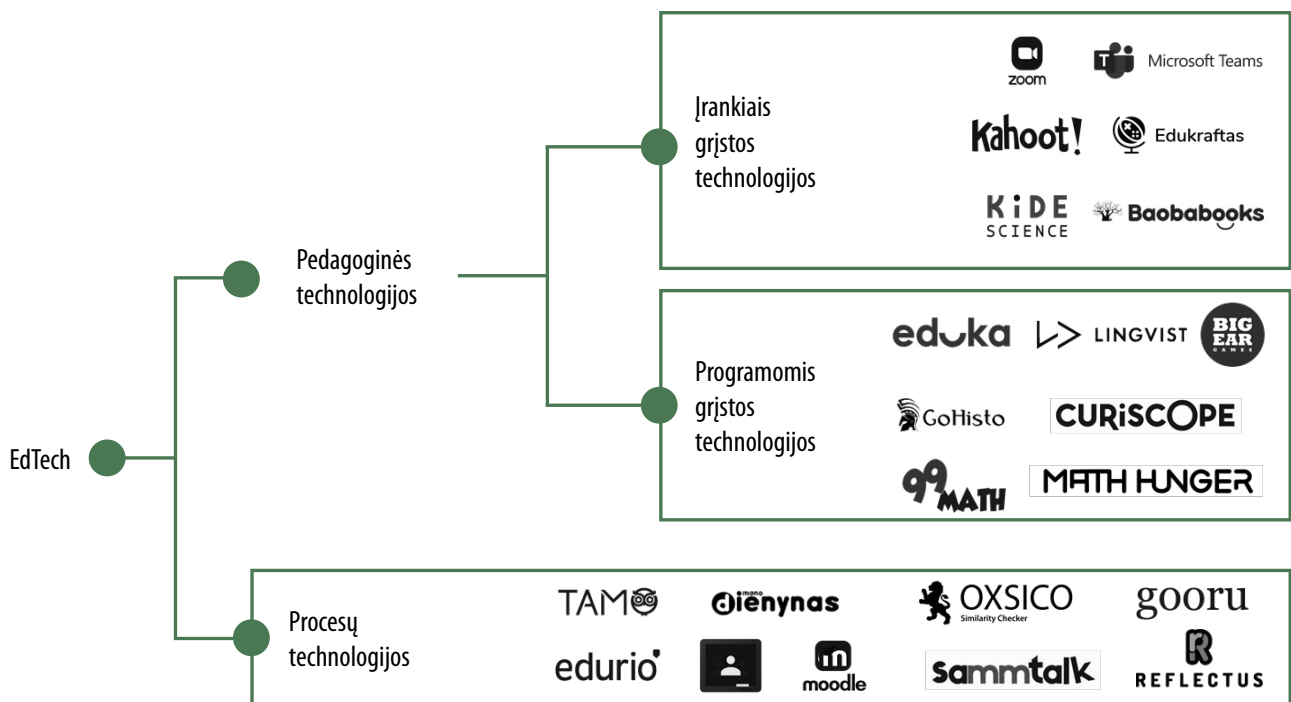 EdTech
Pedagoginės
technologijos
Įrankiais
grįstos
technologijos
zoom
T Microsoft Teams
Kahoot!
Edukraftas
KiDE
SCIENCE
Baobabooks
Programomis
grįstos
technologijos
eduka
LINGVIST
BIG
EAR
GAMES
GoHisto
CURiSCOPE
99
MATH
MATH HUNGER
Procesų
technologijos
TAMO
mano
dienynas
OXSICO
Similarity Checker
gooru
edurio
m
moodle
sammtalk
R
REFLECTUS